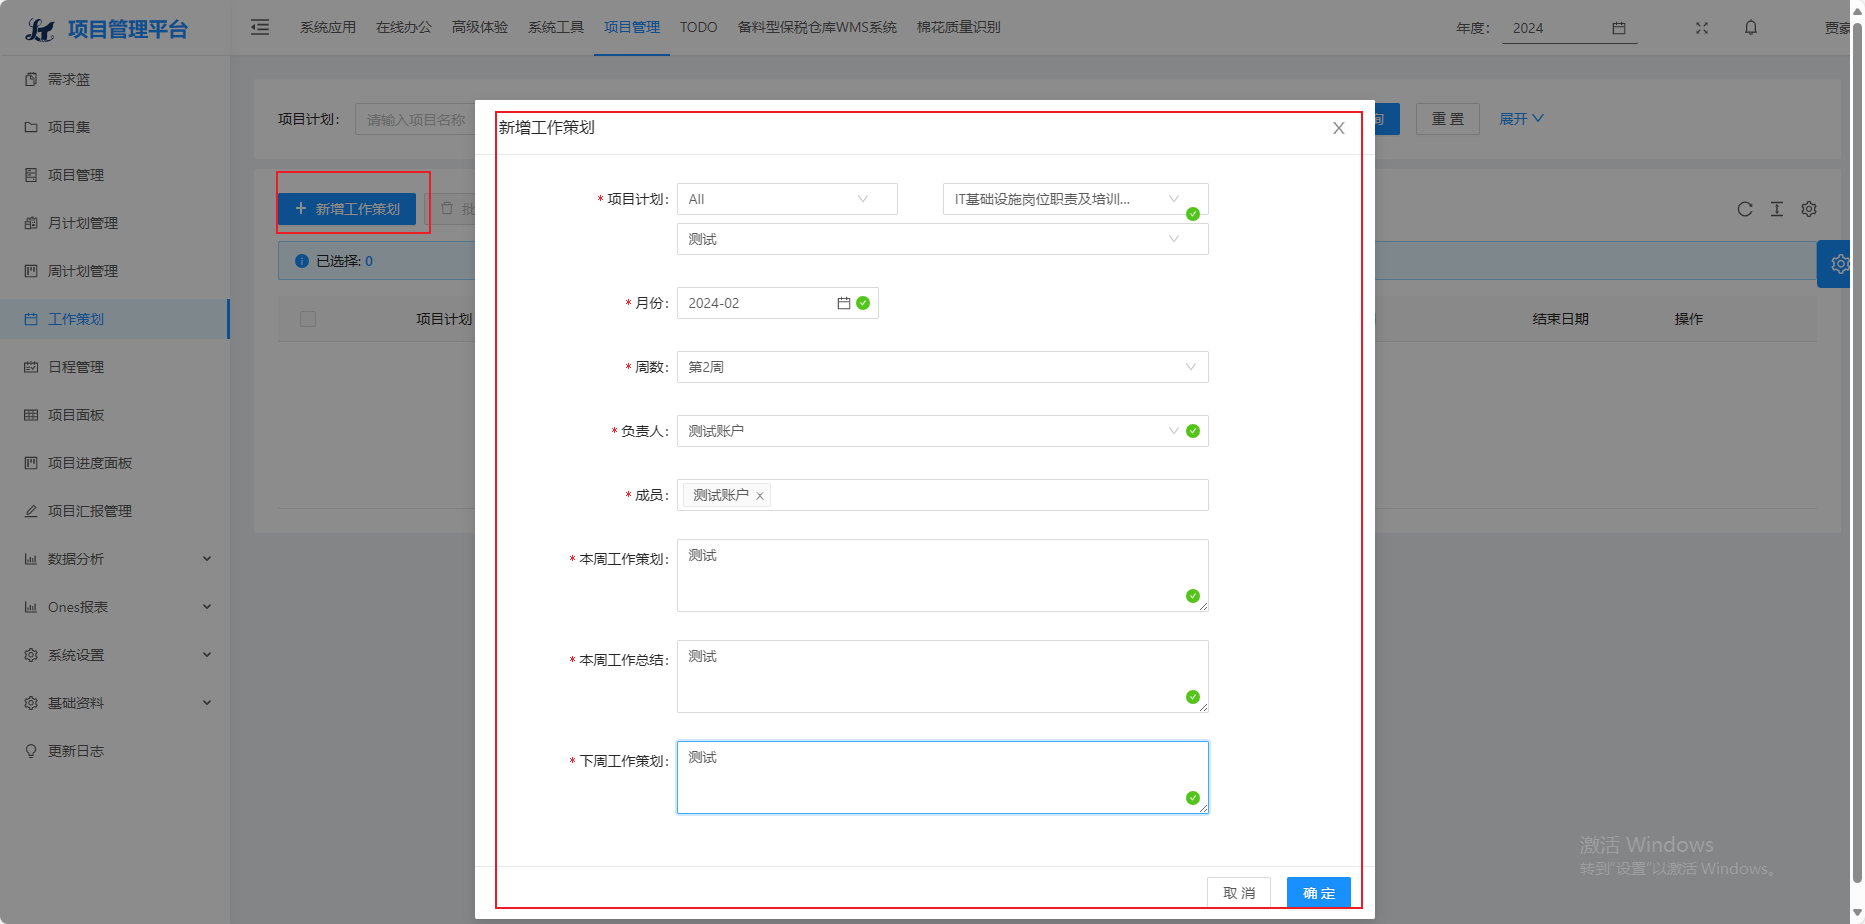 项目管理平台
系统应用 在线办公 高级体验 系统工具 项目管理 TODO 备料型保税仓库WMS系统 棉花质量识别
年度: 2024
贾豪
需求篮
项目集
项目管理
月计划管理
周计划管理
工作策划
日程管理
项目面板
项目进度面板
项目汇报管理
数据分析
Ones报表
系统设置
基础资料
更新日志
项目计划: 请输入项目名称
询 重 置 展开
新增工作策划 批
已选择: 0
项目计划 结束日期 操作
新增工作策划
* 项目计划: All IT基础设施岗位职责及培训...
测试
* 月份: 2024-02
* 周数: 第2周
* 负责人: 测试账户
* 成员: 测试账户
* 本周工作策划: 测试
* 本周工作总结: 测试
* 下周工作策划: 测试
取 消 确 定
激活 Windows
转到"设置"以激活 Windows。